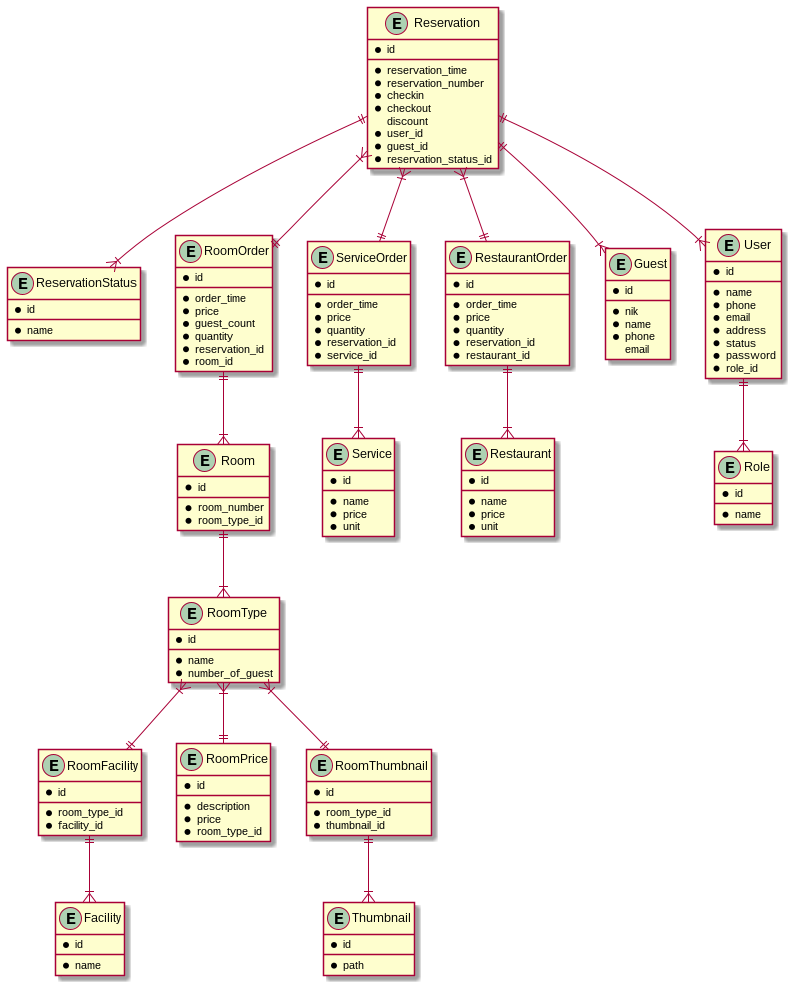 E Reservation
id
reservation_time
reservation_number
checkin
checkout
discount
user_id
guest_id
reservation_status_id
E ReservationStatus
id
name
E RoomOrder
id
order_time
price
guest_count
quantity
reservation_id
room_id
E ServiceOrder
id
order_time
price
quantity
reservation_id
service_id
E RestaurantOrder
id
order_time
price
quantity
reservation_id
restaurant_id
E Guest
id
nik
name
phone
email
E User
id
name
phone
email
address
status
password
role_id
E Room
id
room_number
room_type_id
E Service
id
name
price
unit
E Restaurant
id
name
price
unit
E Role
id
name
E RoomType
id
name
number_of_guest
E RoomFacility
id
room_type_id
facility_id
E RoomPrice
id
description
price
room_type_id
E RoomThumbnail
id
room_type_id
thumbnail_id
E Facility
id
name
E Thumbnail
id
path